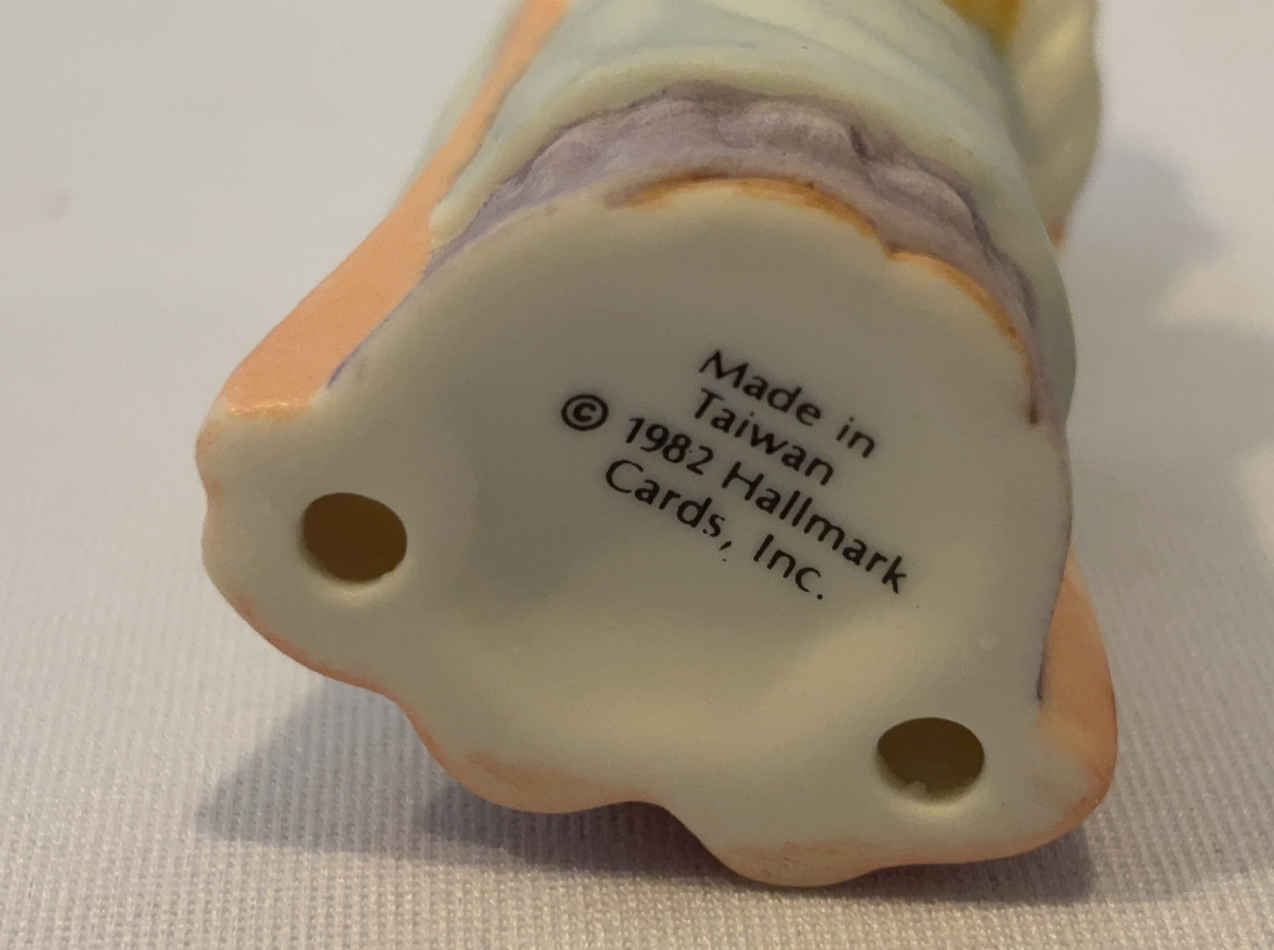 Made in
Taiwan
© 1982 Hallmark
Cards, Inc.